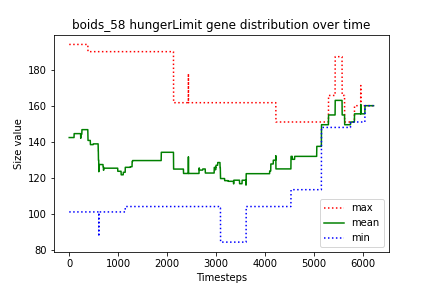 boids_58 hungerLimit gene distribution over time
Size value
180
160
140
120
100
80
0
1000
2000
3000
4000
5000
6000
Timesteps
max
mean
min